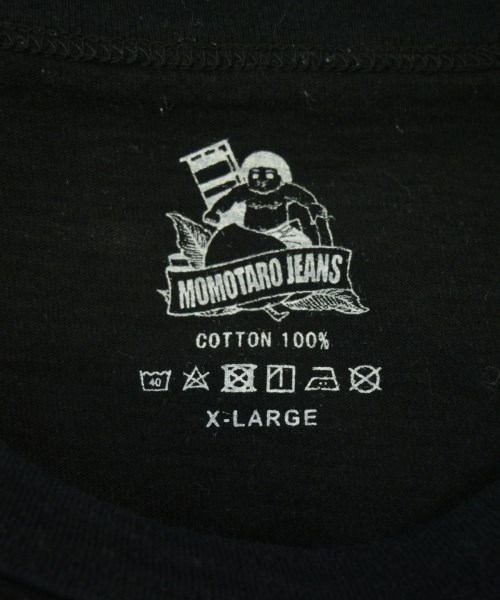 MOMOTARO JEANS
COTTON 100%
40
X-LARGE